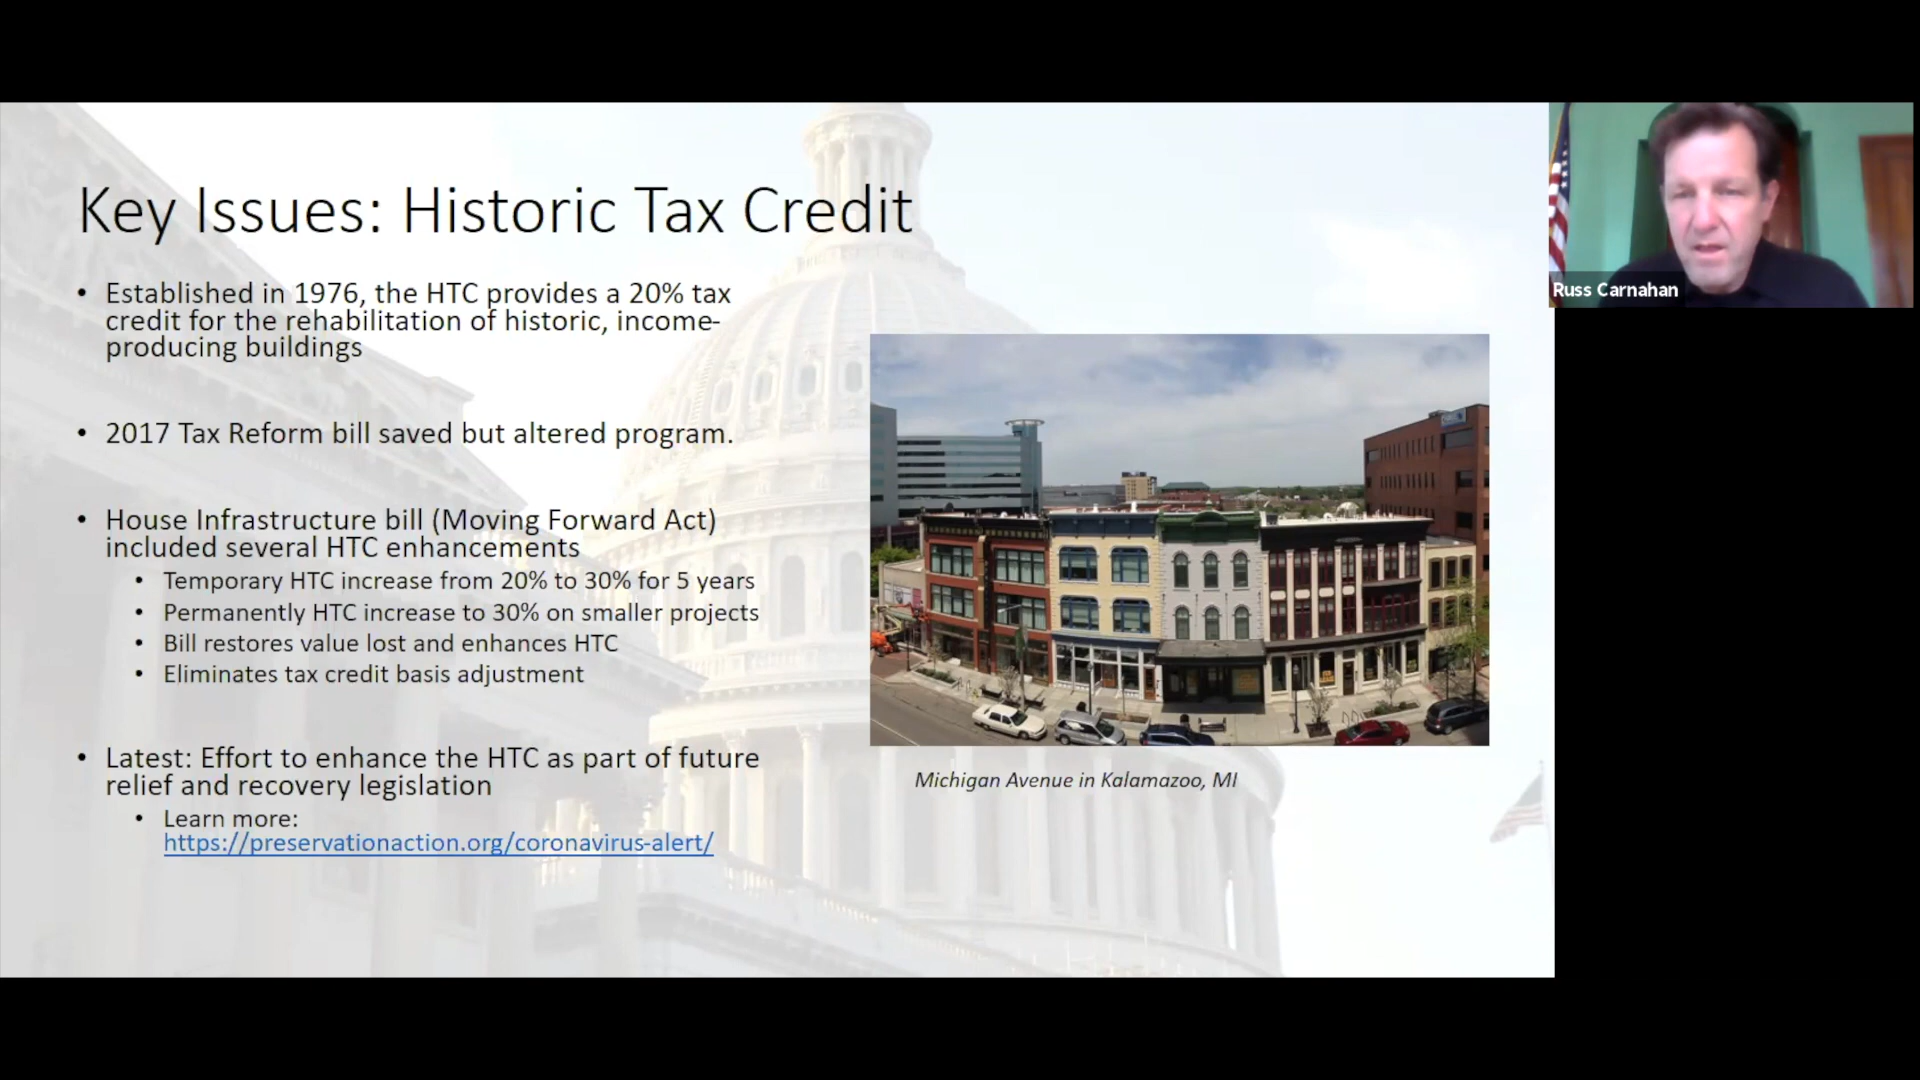 Key Issues: Historic Tax Credit
• Established in 1976, the HTC provides a 20% tax
credit for the rehabilitation of historic, income-
producing buildings
• 2017 Tax Reform bill saved but altered program.
• House Infrastructure bill (Moving Forward Act)
included several HTC enhancements
• Temporary HTC increase from 20% to 30% for 5 years
• Permanently HTC increase to 30% on smaller projects
• Bill restores value lost and enhances HTC
• Eliminates tax credit basis adjustment
• Latest: Effort to enhance the HTC as part of future
relief and recovery legislation
• Learn more:
https://preservationaction.org/coronavirus-alert/
Michigan Avenue in Kalamazoo, MI
Russ Carnahan